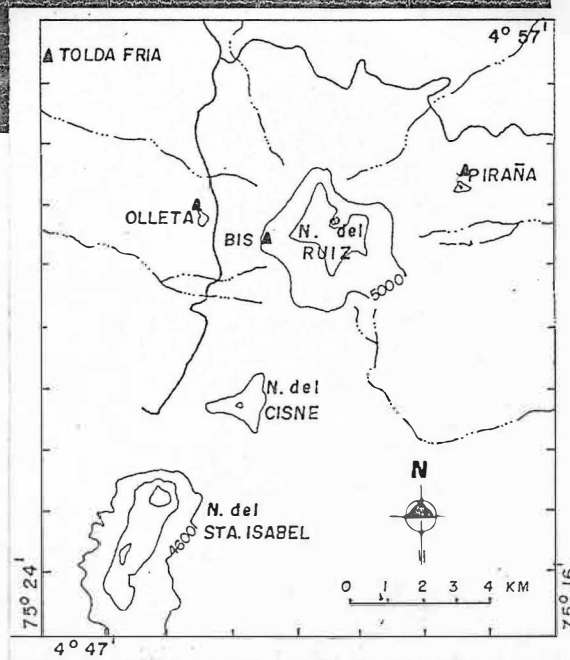 4° 57'
TOLDA FRIA
PIRAÑA
OLLETA
BIS
N. del
RUIZ
5000
N. del
CISNE
N
N. del
STA. ISABEL
4600
0 1 2 4 KM
75° 24'
75° 16'
4° 47'